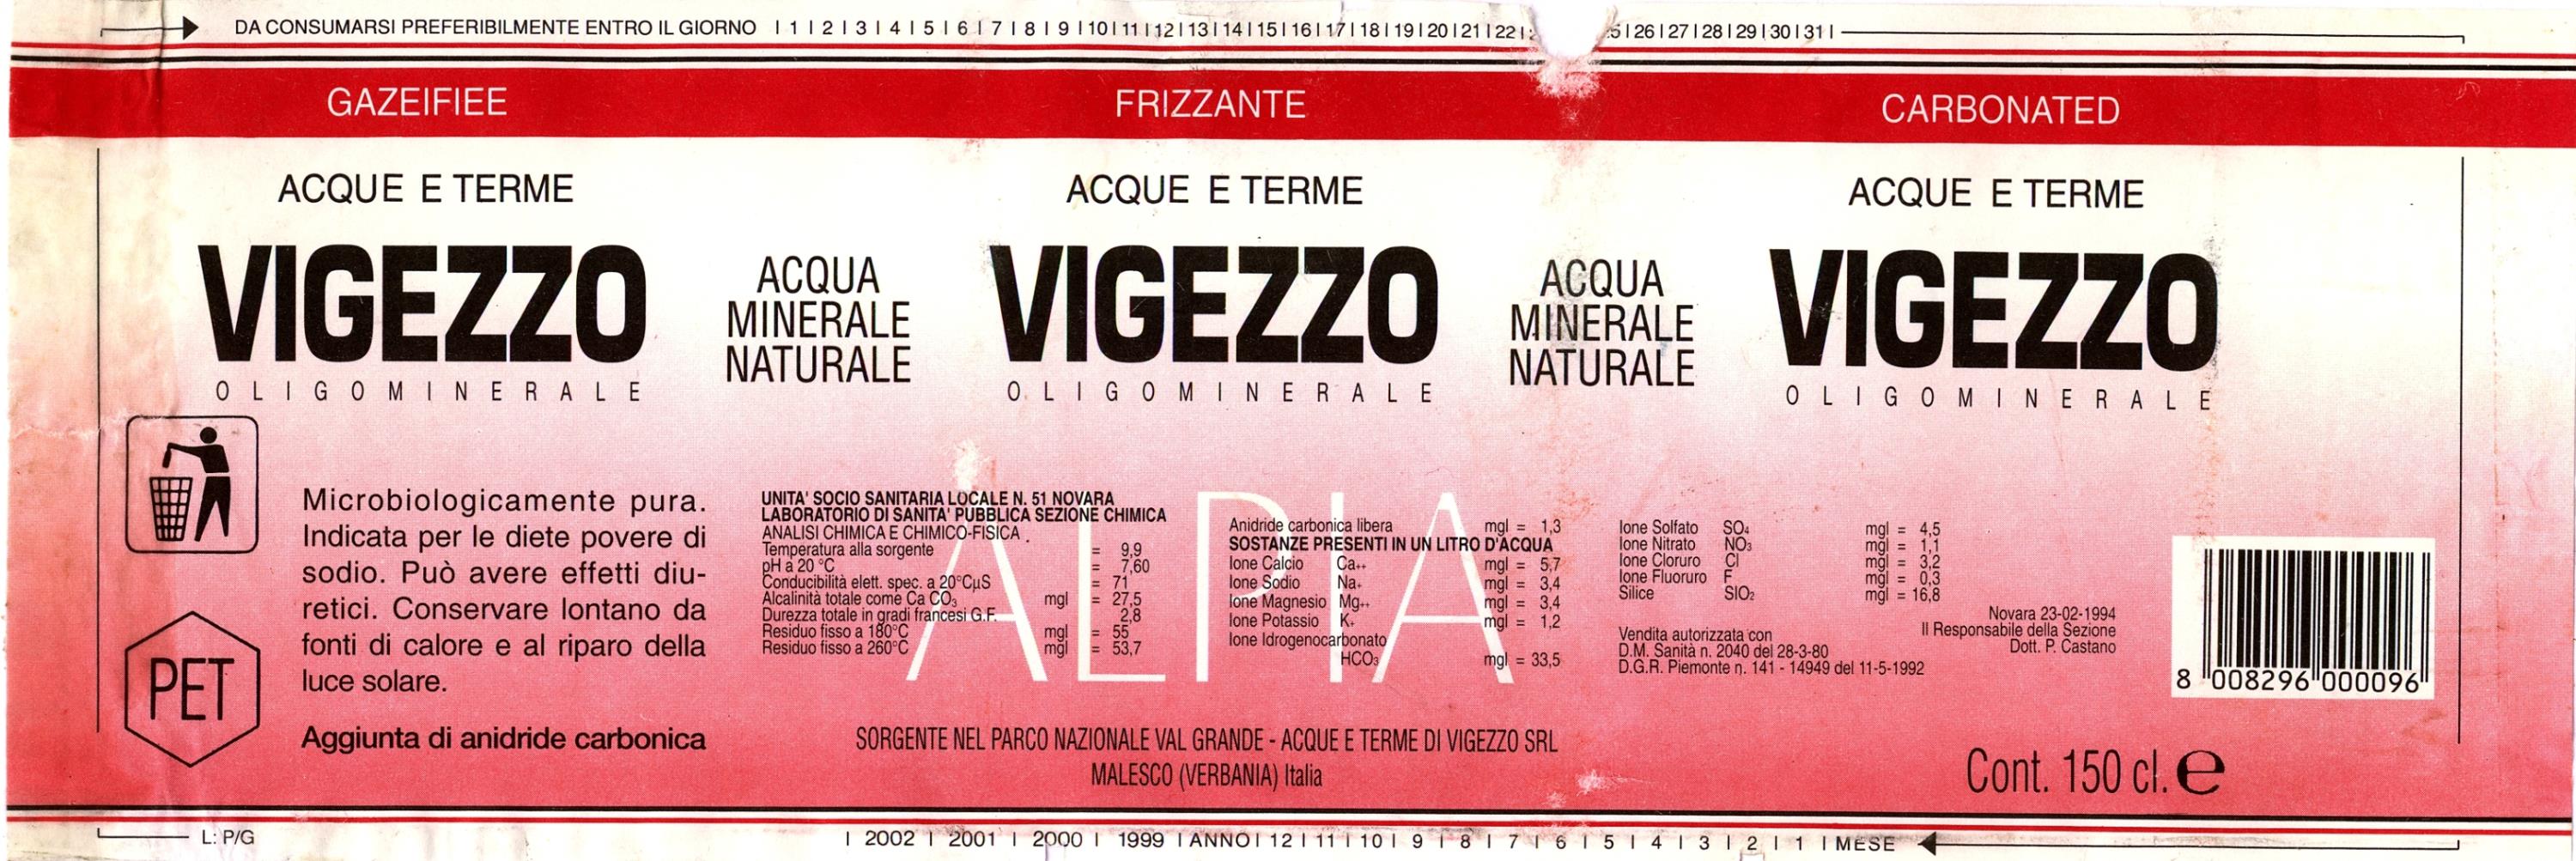 DA CONSUMARSI PREFERIBILMENTE ENTRO IL GIORNO | 1 | 2 | 3 | 4 | 5 | 6 | 7 | 8 | 9 | 10 | 11 | 12 | 13 | 14 | 15 | 16 | 17 | 18 | 19 | 20 | 21 | 22 | 26 | 27 | 28 | 29 | 30 | 31 |
GAZEIFIEE
FRIZZANTE
CARBONATED
ACQUE E TERME
VIGEZZO
OLIGOMINERALE
ACQUA
MINERALE
NATURALE
ACQUE E TERME
VIGEZZO
OLIGOMINERALE
ACQUA
MINERALE
NATURALE
ACQUE E TERME
VIGEZZO
OLIGOMINERALE
Microbiologicamente pura.
Indicata per le diete povere di
sodio. Può avere effetti diu-
retici. Conservare lontano da
fonti di calore e al riparo della
luce solare.
Aggiunta di anidride carbonica
PET
ALPIA
UNITA' SOCIO SANITARIA LOCALE N. 51 NOVARA
LABORATORIO DI SANITA' PUBBLICA SEZIONE CHIMICA
ANALISI CHIMICA E CHIMICO-FISICA
Temperatura alla sorgente = 9,9
pH a 20 °C = 7,60
Conducibilità elett. spec. a 20°CµS = 71
Alcalinità totale come Ca CO₃ mgl = 27,5
Durezza totale in gradi francesi G.F. 2,8
Residuo fisso a 180°C mgl = 55
Residuo fisso a 260°C mgl = 53,7
Anidride carbonica libera mgl = 1,3
SOSTANZE PRESENTI IN UN LITRO D'ACQUA
Ione Calcio Ca++ mgl = 5,7
Ione Sodio Na+ mgl = 3,4
Ione Magnesio Mg++ mgl = 3,4
Ione Potassio K+ mgl = 1,2
Ione Idrogenocarbonato
HCO₃ mgl = 33,5
Ione Solfato SO₄ mgl = 4,5
Ione Nitrato NO₃ mgl = 1,1
Ione Cloruro Cl mgl = 3,2
Ione Fluoruro F mgl = 0,3
Silice SIO₂ mgl = 16,8
Novara 23-02-1994
Il Responsabile della Sezione
Dott. P. Castano
Vendita autorizzata con
D.M. Sanità n. 2040 del 28-3-80
D.G.R. Piemonte n. 141 - 14949 del 11-5-1992
8 008296 000096
SORGENTE NEL PARCO NAZIONALE VAL GRANDE - ACQUE E TERME DI VIGEZZO SRL
MALESCO (VERBANIA) Italia
Cont. 150 cl. e
L: P/G
| 2002 | 2001 | 2000 | 1999 | ANNO | 12 | 11 | 10 | 9 | 8 | 7 | 6 | 5 | 4 | 3 | 2 | 1 | MESE